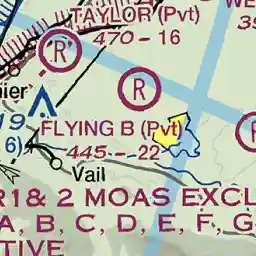 TAYLOR (Pvt)
470 - 16
R
R
FLYING B (Pvt)
445 - 22
Vail
R1& 2 MOAS EXCL
A, B, C, D, E, F, G
TIVE